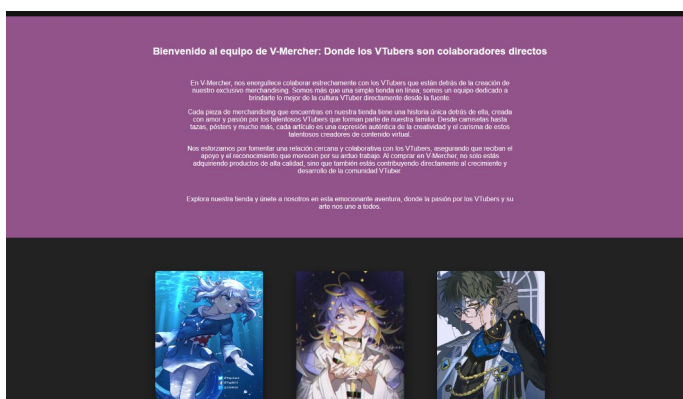 Bienvenido al equipo de V-Mercher: Donde los VTubers son colaboradores directos
En V-Mercher, nos enorgullece colaborar estrechamente con los VTubers que están detrás de la creación de
nuestro exclusivo merchandising. Somos más que una simple tienda en línea; somos un equipo dedicado a
brindarte lo mejor de la cultura VTuber directamente desde la fuente.
Cada pieza de merchandising que encuentras en nuestra tienda tiene una historia única detrás de ella, creada
con amor y pasión por los talentosos VTubers que forman parte de nuestra familia. Desde camisetas hasta
tazas, pósters y mucho más, cada artículo es una expresión auténtica de la creatividad y el carisma de estos
talentosos creadores de contenido virtual.
Nos esforzamos por fomentar una relación cercana y colaborativa con los VTubers, asegurando que reciban el
apoyo y el reconocimiento que merecen por su arduo trabajo. Al comprar en V-Mercher, no solo estás
adquiriendo productos de alta calidad, sino que también estás contribuyendo directamente al crecimiento y
desarrollo de la comunidad VTuber.
Explora nuestra tienda y únete a nosotros en esta emocionante aventura, donde la pasión por los VTubers y su
arte nos une a todos.